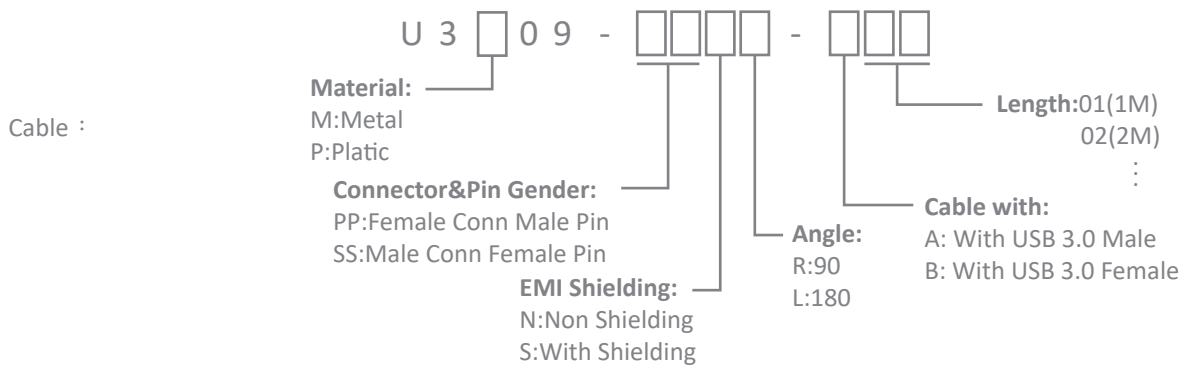 U 3 □ 0 9 - □□□□ - □□□
Cable：
Material:
M:Metal
P:Platic
Connector&Pin Gender:
PP:Female Conn Male Pin
SS:Male Conn Female Pin
EMI Shielding:
N:Non Shielding
S:With Shielding
Angle:
R:90
L:180
Cable with:
A: With USB 3.0 Male
B: With USB 3.0 Female
Length:01(1M)
02(2M)
⋮